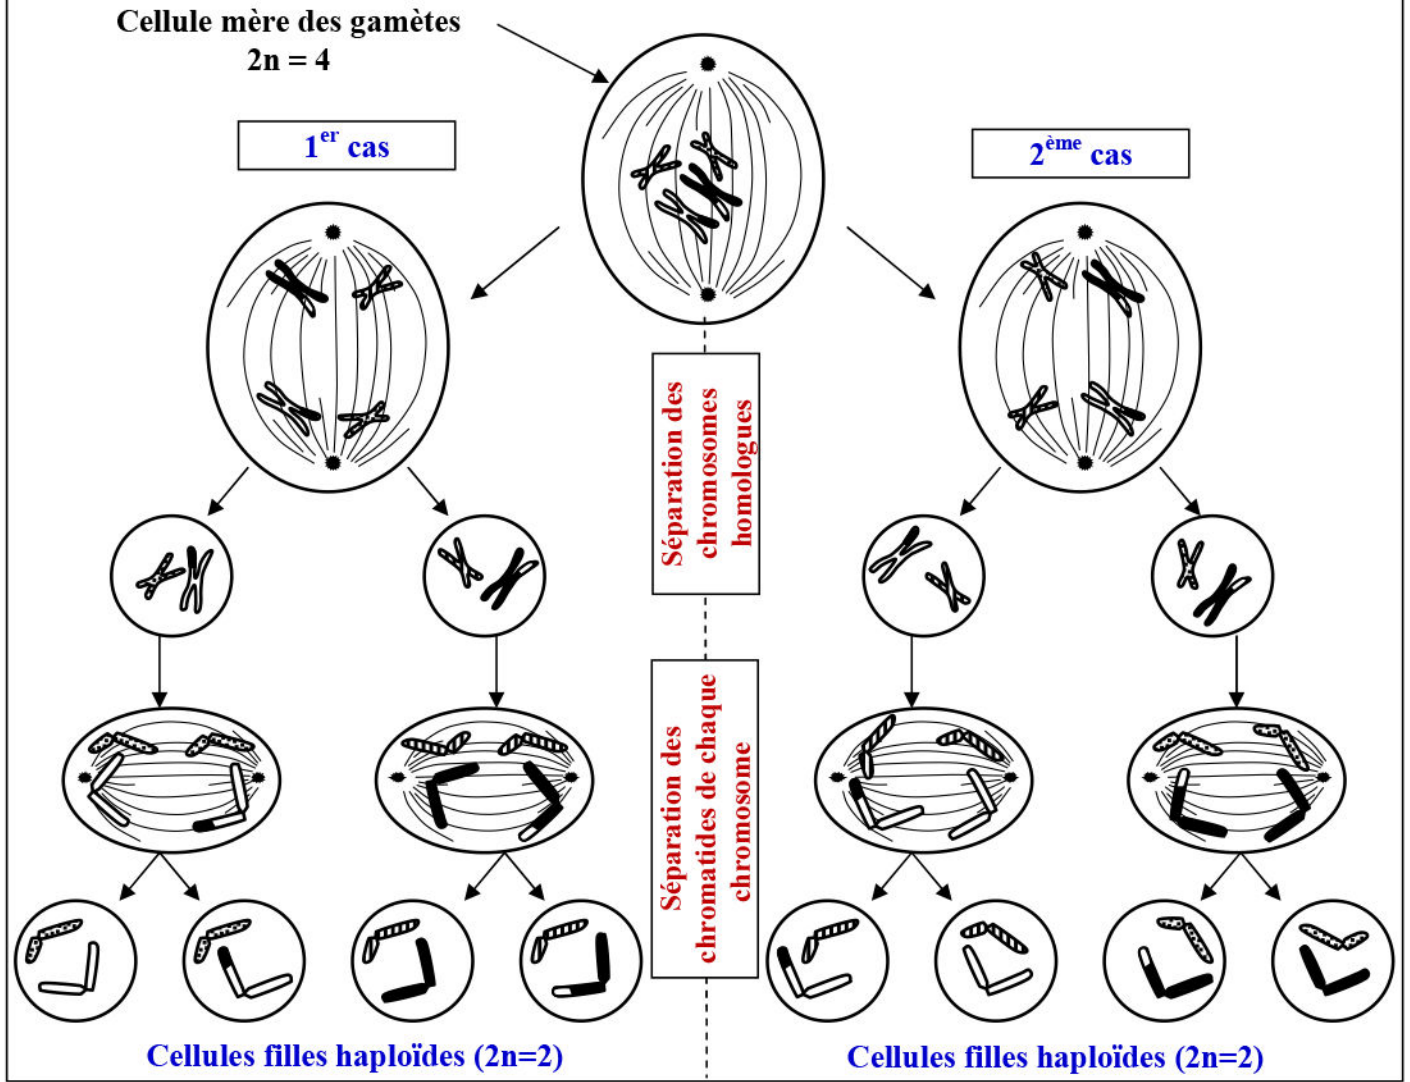 Cellule mère des gamètes
2n = 4
1er cas
2ème cas
Séparation des
chromosomes
homologues
Séparation des
chromatides de chaque
chromosome
Cellules filles haploïdes (2n=2)
Cellules filles haploïdes (2n=2)